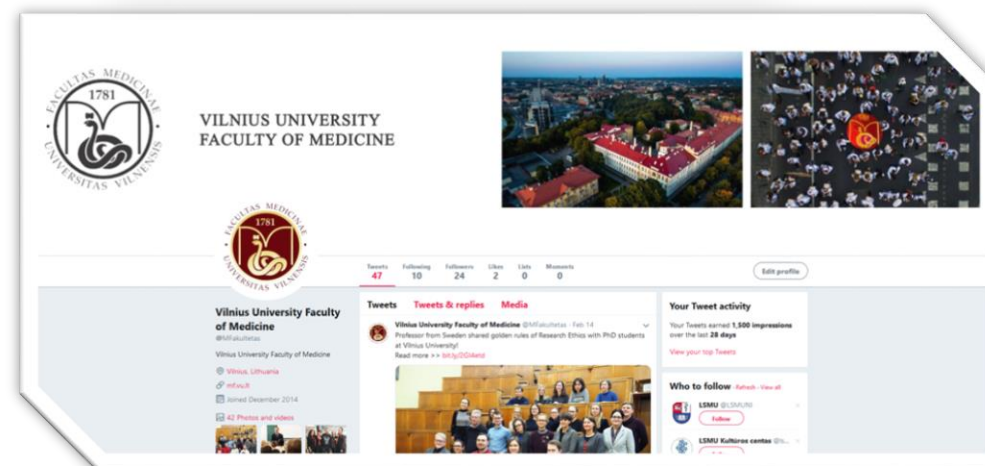 FACULTAS MEDICINAE
1781
UNIVERSITAS VILNENSIS
VILNIUS UNIVERSITY
FACULTY OF MEDICINE
FACULTAS MEDICINAE
1781
UNIVERSITAS VILNENSIS
Tweets Following Followers Likes Lists Moments
47 10 24 2 0 0
Edit profile
Vilnius University Faculty
of Medicine
@MFakultetas
Vilnius University Faculty of Medicine
Vilnius, Lithuania
mf.vu.lt
Joined December 2014
42 Photos and videos
Tweets Tweets & replies Media
Vilnius University Faculty of Medicine @MFakultetas · Feb 14
Professor from Sweden shared golden rules of Research Ethics with PhD students
at Vilnius University!
Read more >>
Your Tweet activity
Your Tweets earned 1,500 impressions
over the last 28 days
View your top Tweets
Who to follow · Refresh · View all
LSMU
Follow
LSMU Kultūros centas